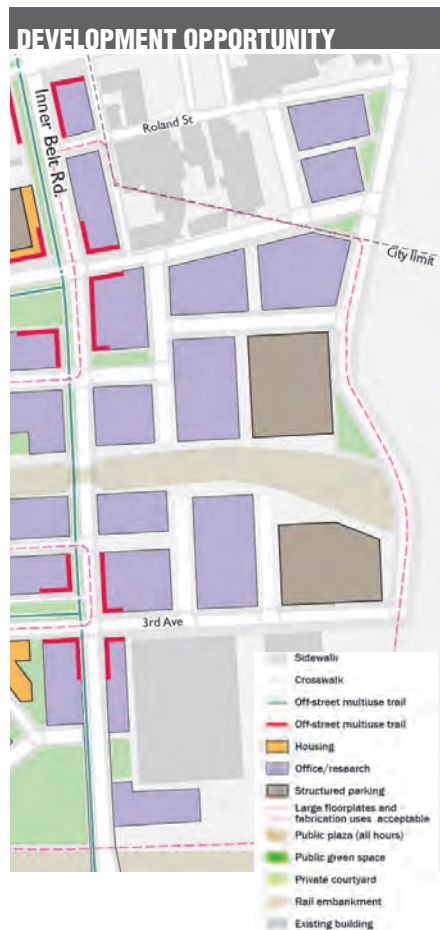 DEVELOPMENT OPPORTUNITY
Inner Belt Rd.
Roland St
City limit
3rd Ave
Sidewalk
Crosswalk
Off-street multiuse trail
Off-street multiuse trail
Housing
Office/research
Structured parking
Large floorplates and
fabrication uses acceptable
Public plaza (all hours)
Public green space
Private courtyard
Rail embankment
Existing building